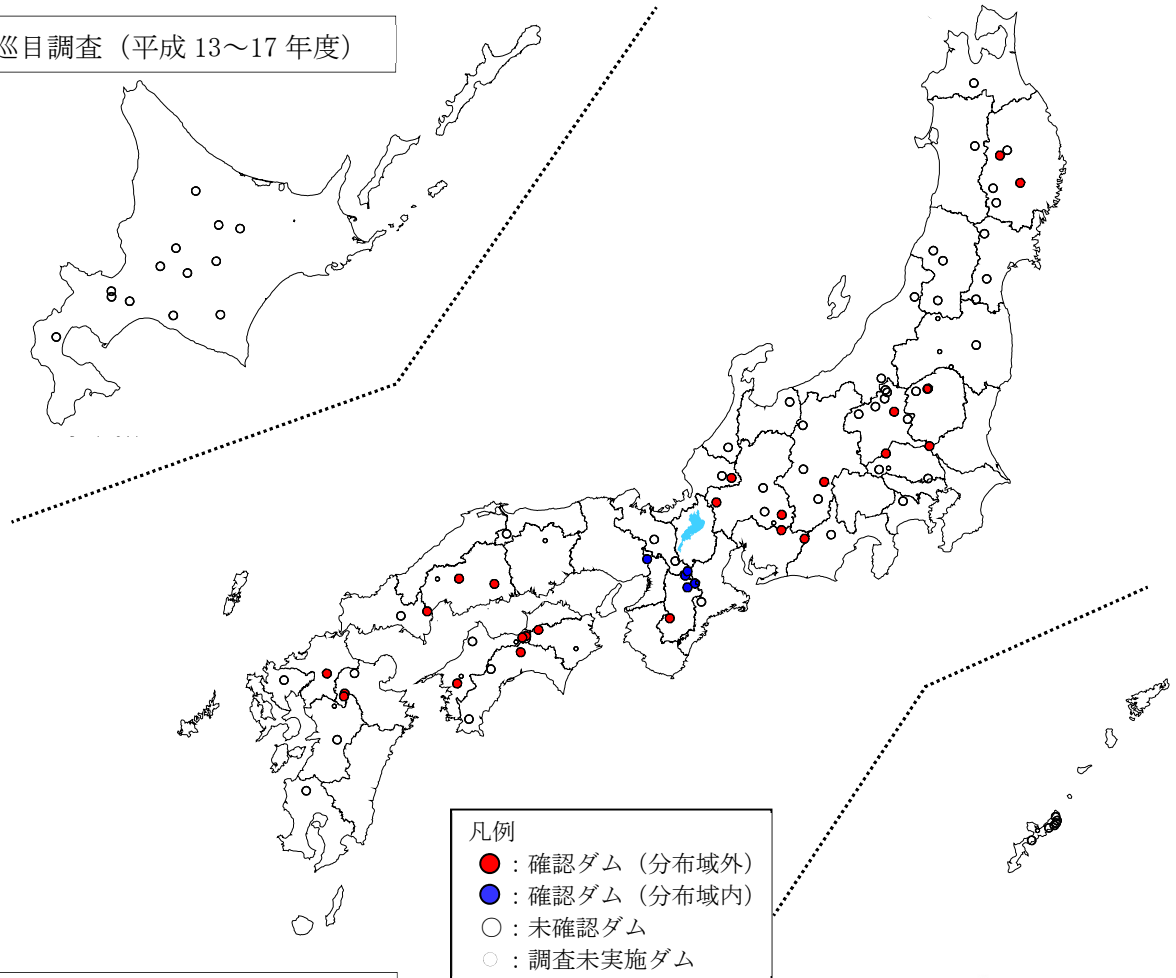 巡目調査（平成 13～17 年度）
凡例
：確認ダム（分布域外）
：確認ダム（分布域内）
：未確認ダム
：調査未実施ダム